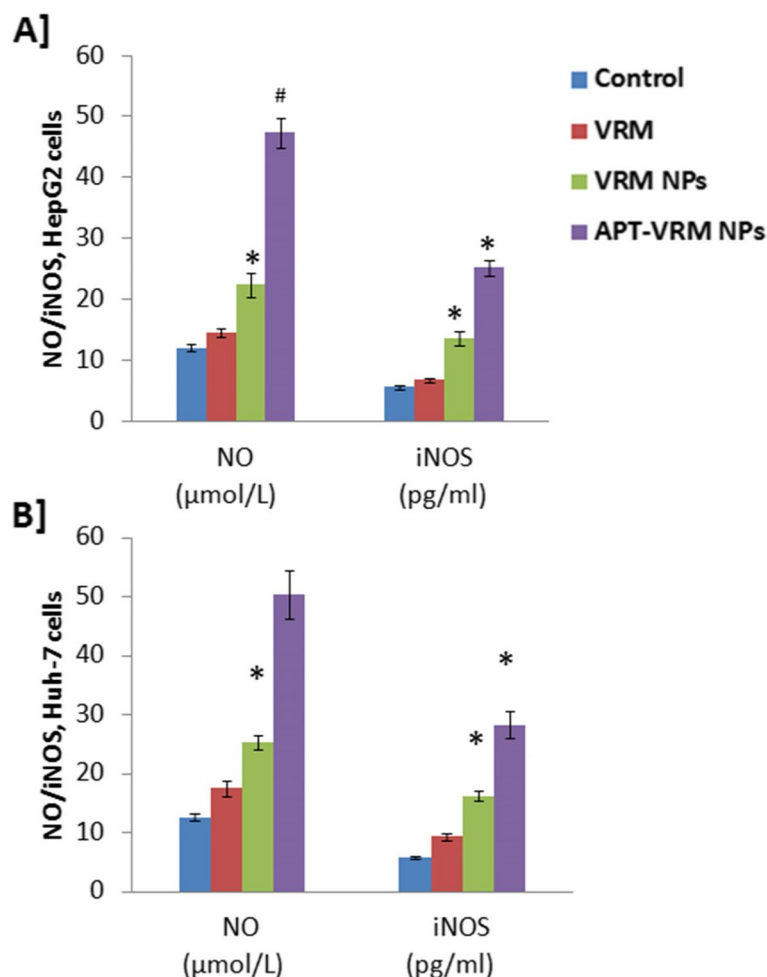 A]
NO/iNOS, HepG2 cells
60
50
40
30
20
10
0
#
*
*
*
Control
VRM
VRM NPs
APT-VRM NPs
NO
(µmol/L)
iNOS
(pg/ml)
B]
NO/iNOS, Huh-7 cells
60
50
40
30
20
10
0
*
*
*
NO
(µmol/L)
iNOS
(pg/ml)